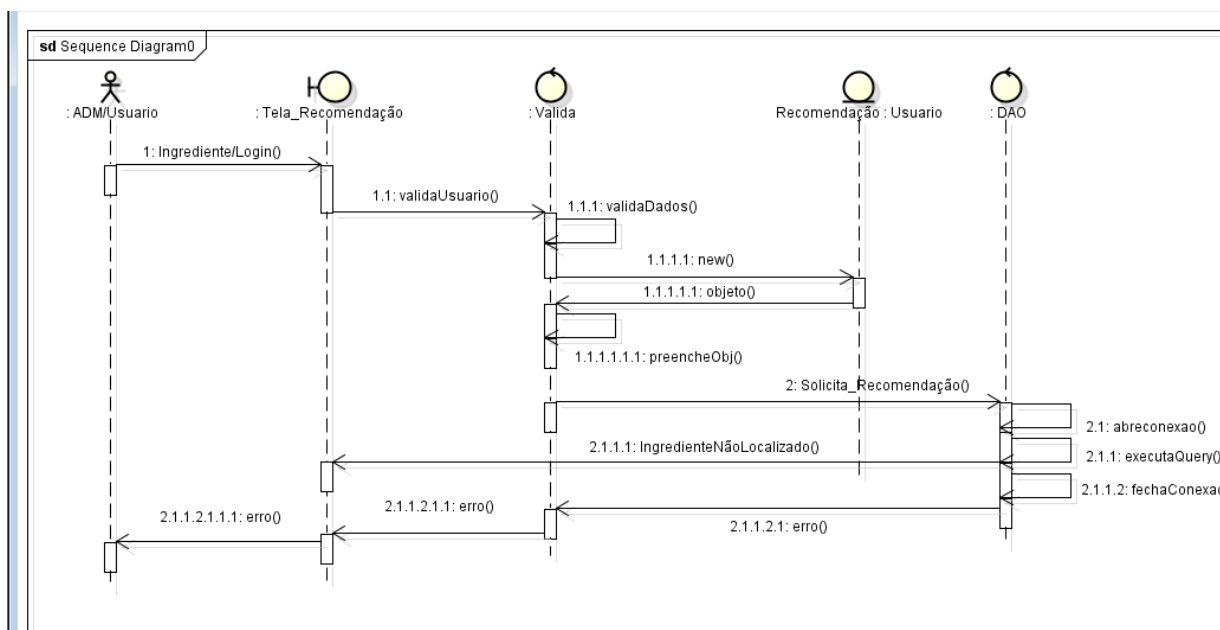 sd Sequence Diagram0
: ADM/Usuario
: Tela_Recomendação
: Valida
Recomendação : Usuario
: DAO
1: Ingrediente/Login()
1.1: validaUsuario()
1.1.1: validaDados()
1.1.1.1: new()
1.1.1.1.1: objeto()
1.1.1.1.1.1: preencheObj()
2: Solicita_Recomendação()
2.1: abreconexao()
2.1.1.1: IngredienteNãoLocalizado()
2.1.1: executaQuery()
2.1.1.2: fechaConexa
2.1.1.2.1.1.1: erro()
2.1.1.2.1.1: erro()
2.1.1.2.1: erro()